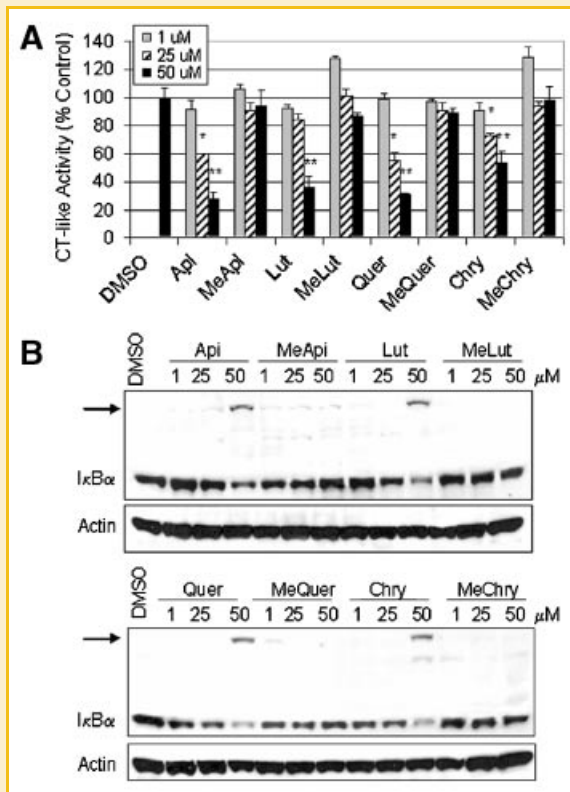 A
CT-like Activity (% Control)
140
120
100
80
60
40
20
0
1 uM
25 uM
50 uM
* ** ** * ** * **
DMSO Api MeApi Lut MeLut Quer MeQuer Chry MeChry
B
DMSO Api MeApi Lut MeLut
1 25 50 1 25 50 1 25 50 1 25 50 μM
IκBα
Actin
DMSO Quer MeQuer Chry MeChry
1 25 50 1 25 50 1 25 50 1 25 50 μM
IκBα
Actin